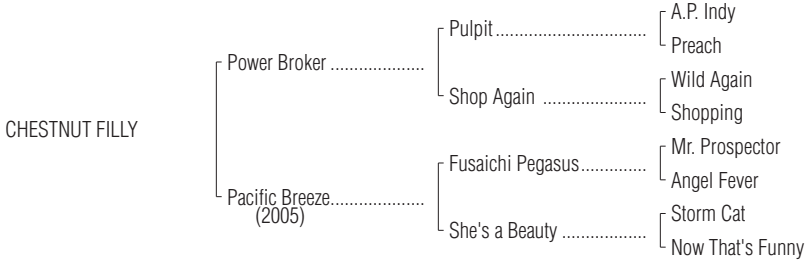 A.P. Indy
Pulpit
Preach
Power Broker
Wild Again
Shop Again
Shopping
CHESTNUT FILLY
Mr. Prospector
Fusaichi Pegasus
Angel Fever
Pacific Breeze
(2005)
Storm Cat
She's a Beauty
Now That's Funny